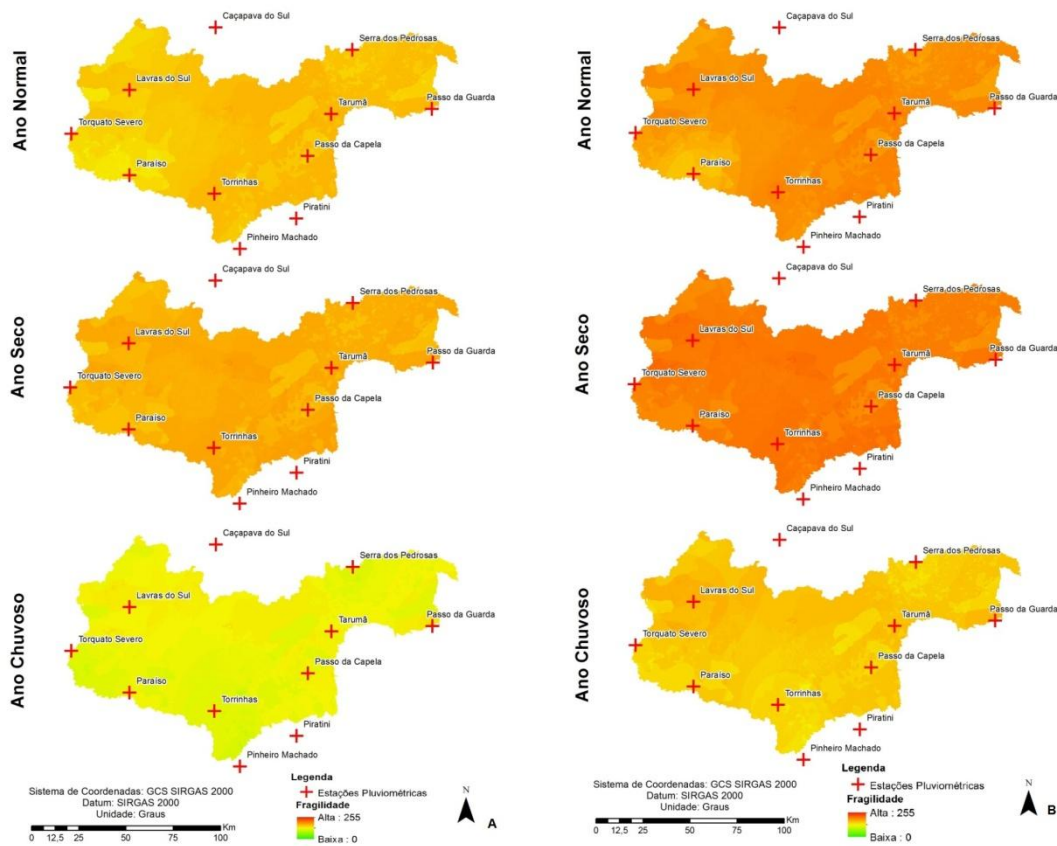 Ano Normal
Caçapava do Sul
Serra dos Pedrosas
Lavras do Sul
Tarumã
Passo da Guarda
Torquato Severo
Passo da Capela
Paraíso
Torrinhas
Piratini
Pinheiro Machado
Ano Seco
Caçapava do Sul
Serra dos Pedrosas
Lavras do Sul
Tarumã
Passo da Guarda
Torquato Severo
Passo da Capela
Paraíso
Torrinhas
Piratini
Pinheiro Machado
Ano Chuvoso
Caçapava do Sul
Serra dos Pedrosas
Lavras do Sul
Tarumã
Passo da Guarda
Torquato Severo
Passo da Capela
Paraíso
Torrinhas
Piratini
Pinheiro Machado
Sistema de Coordenadas: GCS SIRGAS 2000
Datum: SIRGAS 2000
Unidade: Graus
0 12,5 25 50 75 100
Km
Legenda
Estações Pluviométricas
Fragilidade
Alta : 255
Baixa : 0
N
A
Ano Normal
Caçapava do Sul
Serra dos Pedrosas
Lavras do Sul
Tarumã
Passo da Guarda
Torquato Severo
Passo da Capela
Paraíso
Torrinhas
Piratini
Pinheiro Machado
Ano Seco
Caçapava do Sul
Serra dos Pedrosas
Lavras do Sul
Tarumã
Passo da Guarda
Torquato Severo
Passo da Capela
Paraíso
Torrinhas
Piratini
Pinheiro Machado
Ano Chuvoso
Caçapava do Sul
Serra dos Pedrosas
Lavras do Sul
Tarumã
Passo da Guarda
Torquato Severo
Passo da Capela
Paraíso
Torrinhas
Piratini
Pinheiro Machado
Sistema de Coordenadas: GCS SIRGAS 2000
Datum: SIRGAS 2000
Unidade: Graus
0 12,5 25 50 75 100
Km
Legenda
Estações Pluviométricas
Fragilidade
Alta : 255
Baixa : 0
N
B